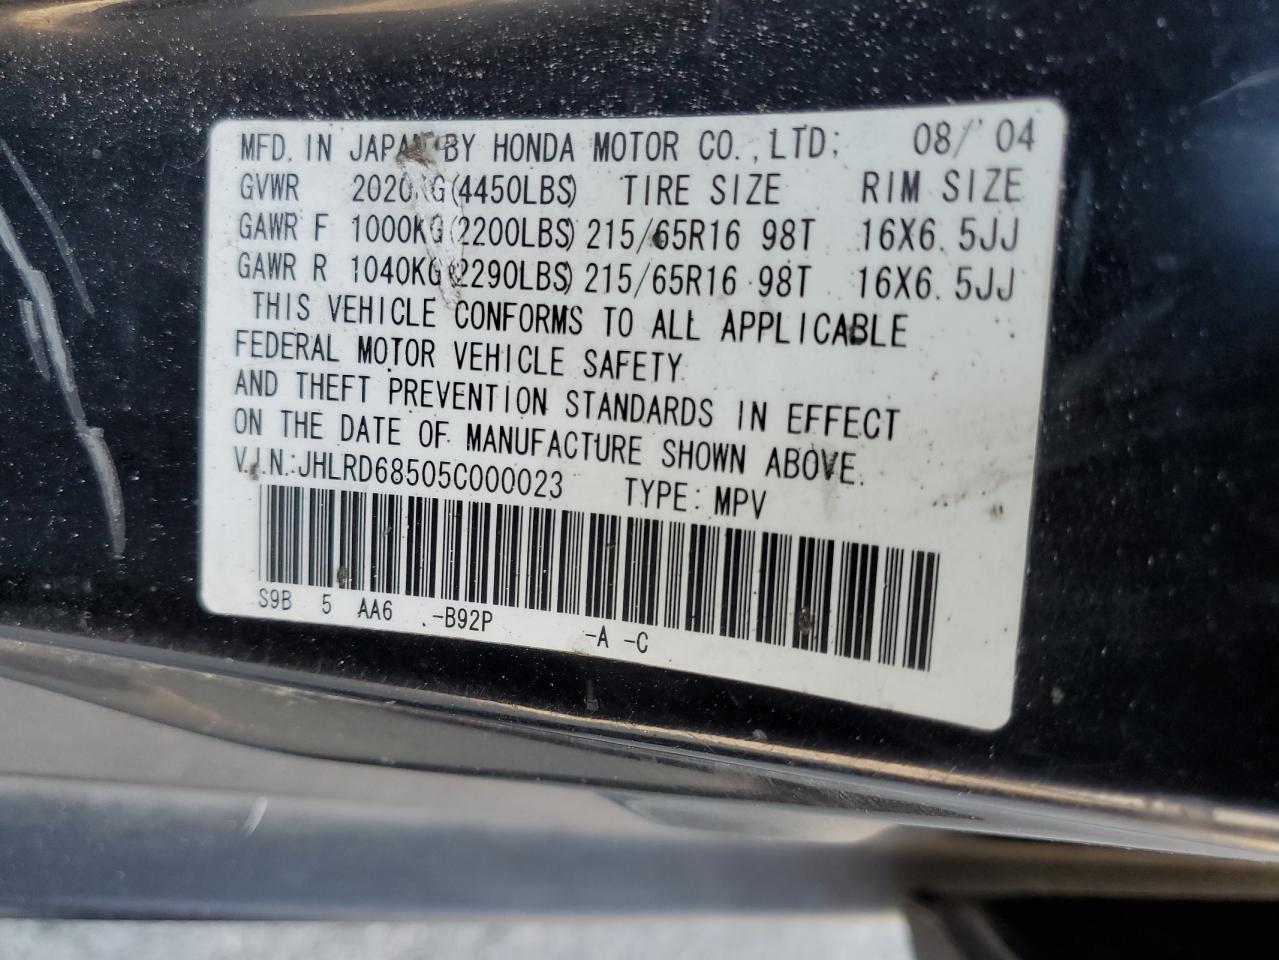 MFD. IN JAPAN BY HONDA MOTOR CO., LTD. 08/'04
GVWR 2020KG(4450LBS) TIRE SIZE RIM SIZE
GAWR F 1000KG(2200LBS) 215/65R16 98T 16X6.5JJ
GAWR R 1040KG(2290LBS) 215/65R16 98T 16X6.5JJ
THIS VEHICLE CONFORMS TO ALL APPLICABLE
FEDERAL MOTOR VEHICLE SAFETY
AND THEFT PREVENTION STANDARDS IN EFFECT
ON THE DATE OF MANUFACTURE SHOWN ABOVE.
V.I.N.:JHLRD68505C000023 TYPE:MPV
S9B 5 AA6 -B92P -A -C